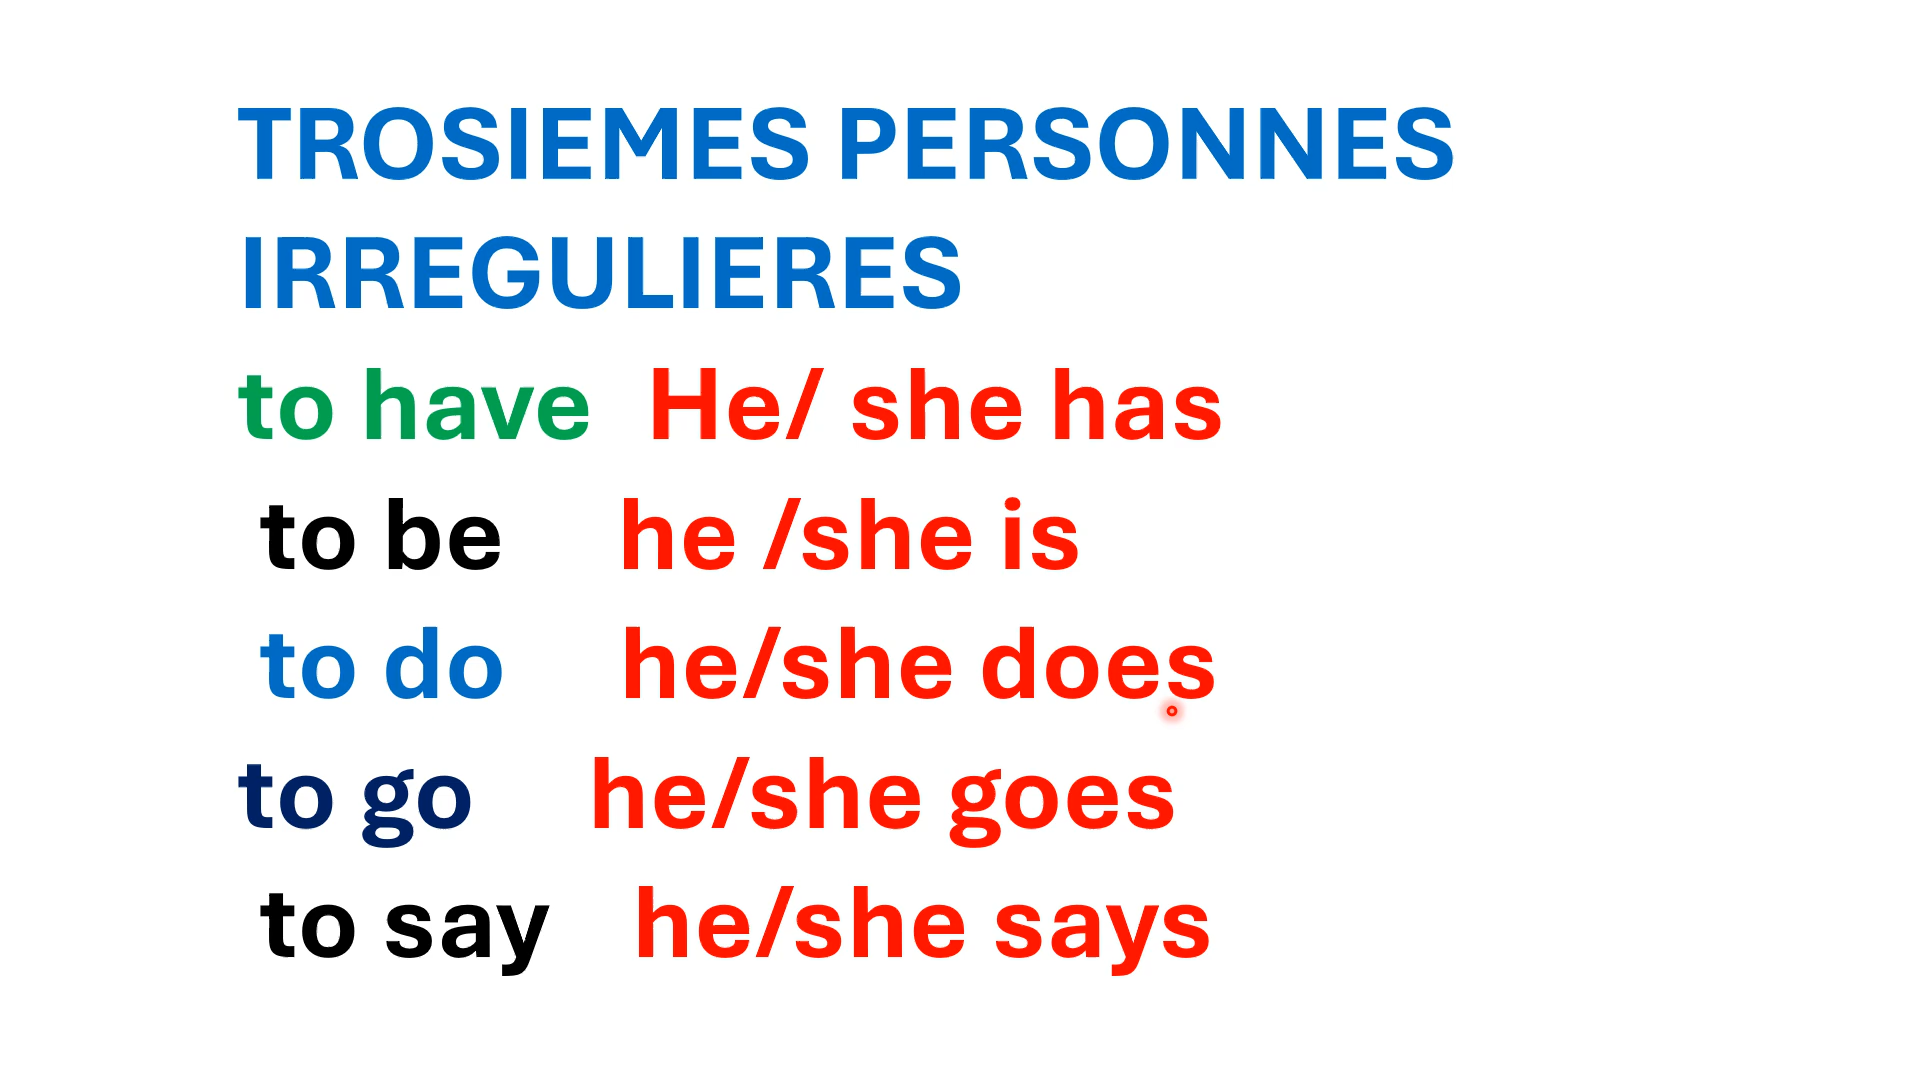 TROSIEMES PERSONNES
IRREGULIERES
to have He/ she has
to be he /she is
to do he/she does
to go he/she goes
to say he/she says